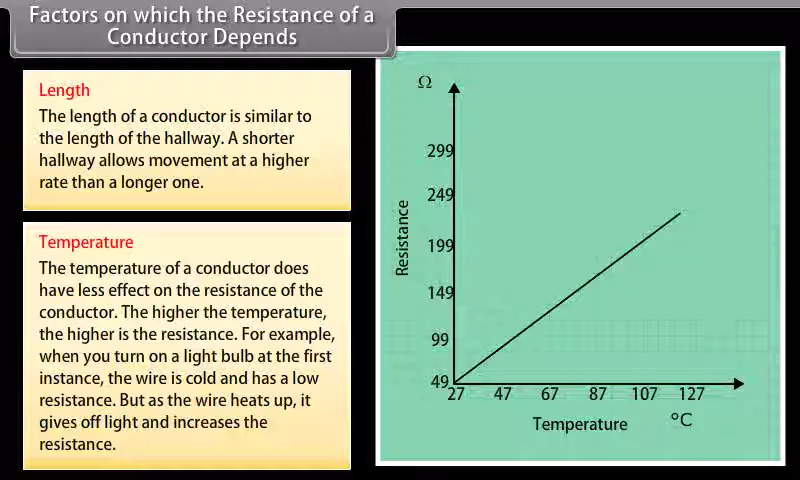 Factors on which the Resistance of a
Conductor Depends
Length
The length of a conductor is similar to
the length of the hallway. A shorter
hallway allows movement at a higher
rate than a longer one.
Temperature
The temperature of a conductor does
have less effect on the resistance of the
conductor. The higher the temperature,
the higher is the resistance. For example,
when you turn on a light bulb at the first
instance, the wire is cold and has a low
resistance. But as the wire heats up, it
gives off light and increases the
resistance.
Ω
299
249
199
149
99
49
Resistance
27 47 67 87 107 127
Temperature °C